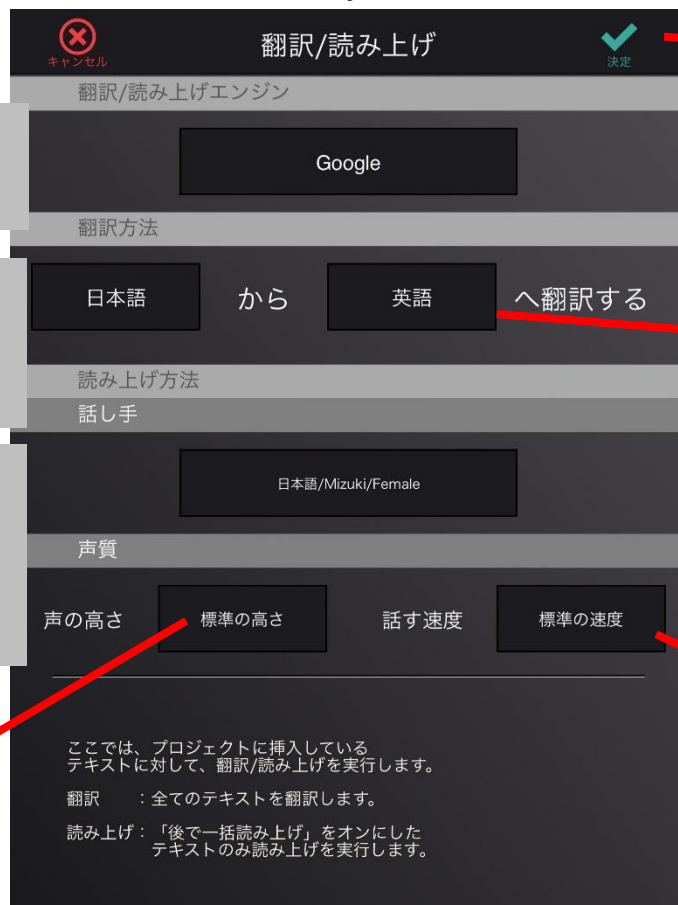 翻訳/読み上げ
キャンセル
決定
翻訳/読み上げエンジン
Google
翻訳方法
日本語 から 英語 へ翻訳する
読み上げ方法
話し手
日本語/Mizuki/Female
声質
声の高さ 標準の高さ 話す速度 標準の速度
ここでは、プロジェクトに挿入している
テキストに対して、翻訳/読み上げを実行します。
翻訳 :全てのテキストを翻訳します。
読み上げ:「後で一括読み上げ」をオンにした
テキストのみ読み上げを実行します。